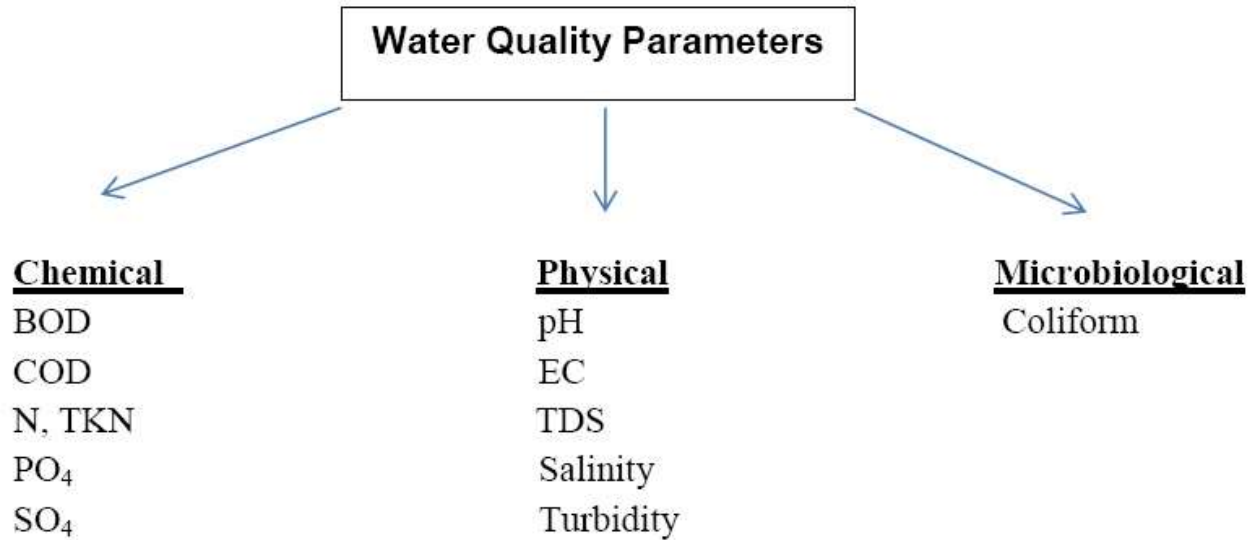 Water Quality Parameters
Chemical
BOD
COD
N, TKN
PO₄
SO₄
Physical
pH
EC
TDS
Salinity
Turbidity
Microbiological
Coliform